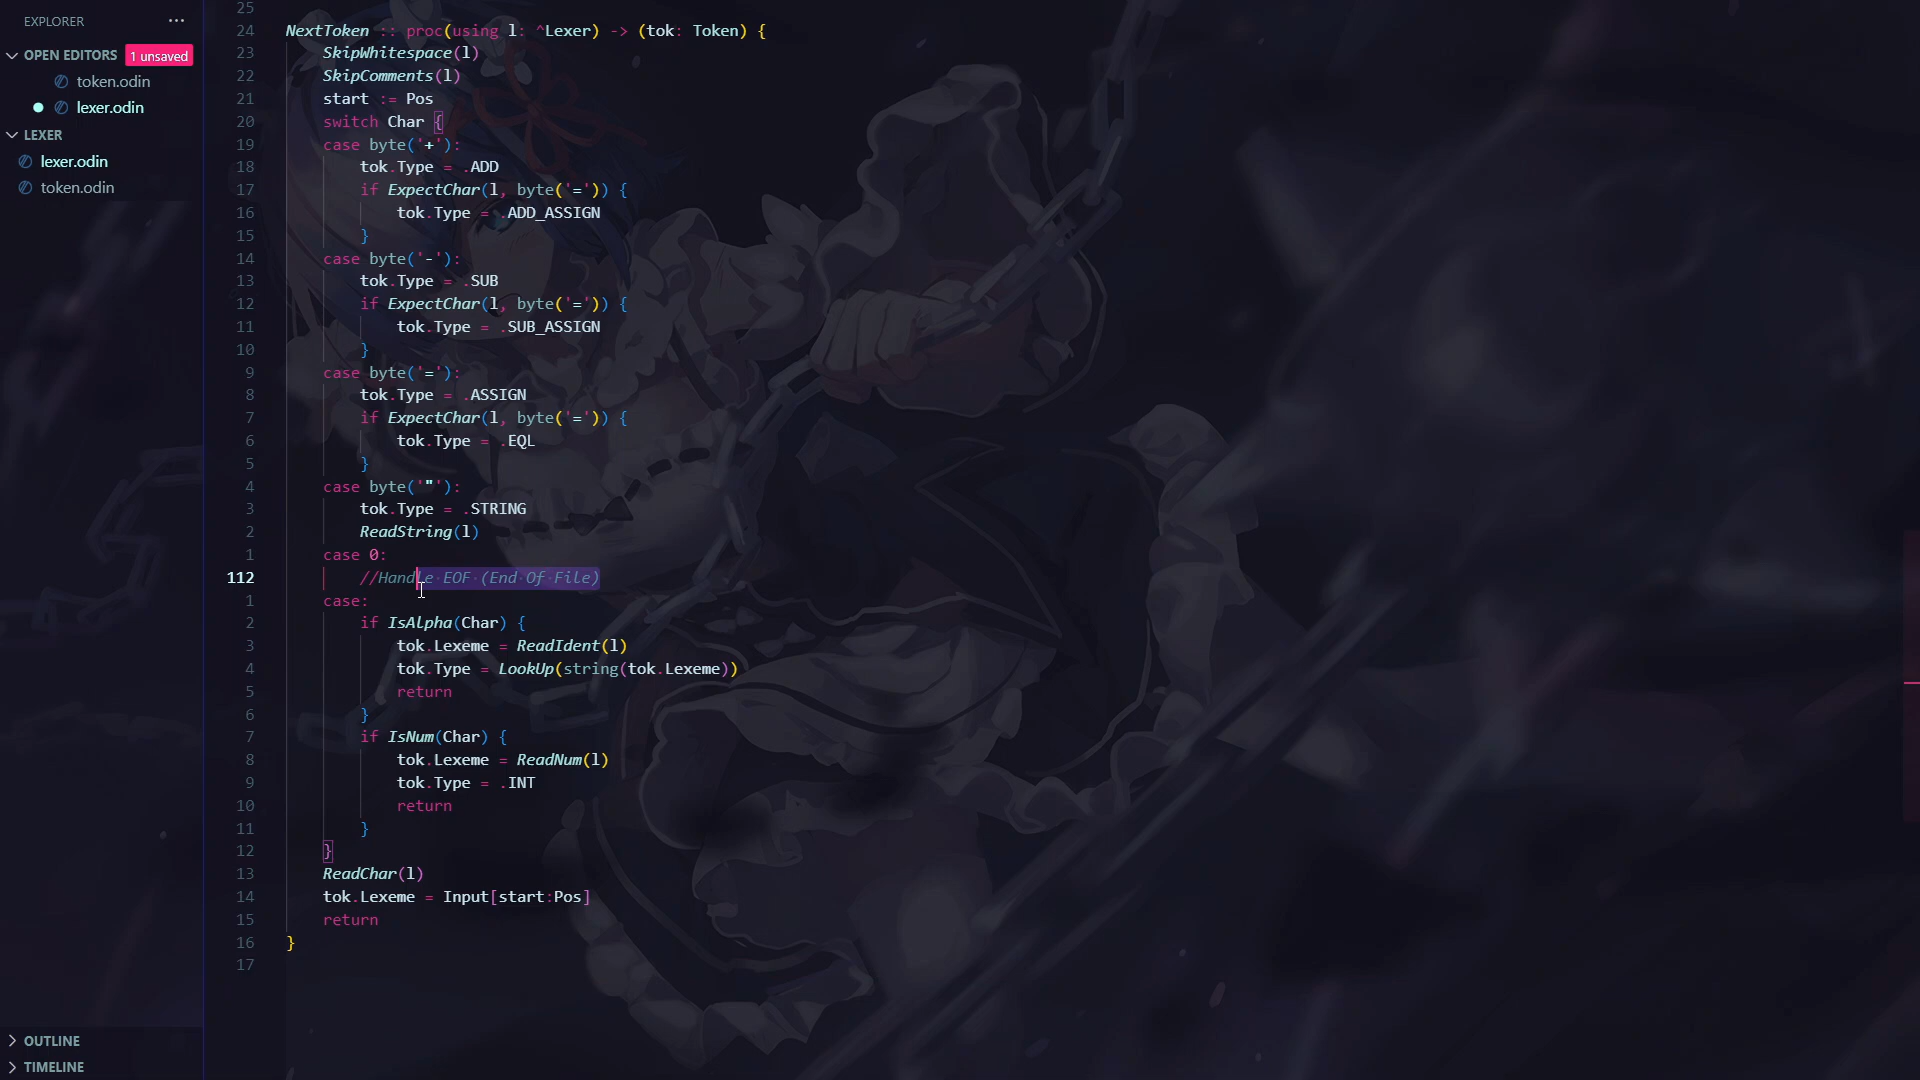 EXPLORER
OPEN EDITORS 1 unsaved
token.odin
lexer.odin
LEXER
lexer.odin
token.odin
OUTLINE
TIMELINE
25
24 NextToken :: proc(using l: ^Lexer) -> (tok: Token) {
23 SkipWhitespace(l)
22 SkipComments(l)
21 start := Pos
20 switch Char {
19 case byte('+'):
18 tok.Type = .ADD
17 if ExpectChar(l, byte('=')) {
16 tok.Type = .ADD_ASSIGN
15 }
14 case byte('-'):
13 tok.Type = .SUB
12 if ExpectChar(l, byte('=')) {
11 tok.Type = .SUB_ASSIGN
10 }
9 case byte('='):
8 tok.Type = .ASSIGN
7 if ExpectChar(l, byte('=')) {
6 tok.Type = .EQL
5 }
4 case byte('"'):
3 tok.Type = .STRING
2 ReadString(l)
1 case 0:
112 //Handle EOF (End Of File)
1 case:
2 if IsAlpha(Char) {
3 tok.Lexeme = ReadIdent(l)
4 tok.Type = LookUp(string(tok.Lexeme))
5 return
6 }
7 if IsNum(Char) {
8 tok.Lexeme = ReadNum(l)
9 tok.Type = .INT
10 return
11 }
12 }
13 ReadChar(l)
14 tok.Lexeme = Input[start:Pos]
15 return
16 }
17